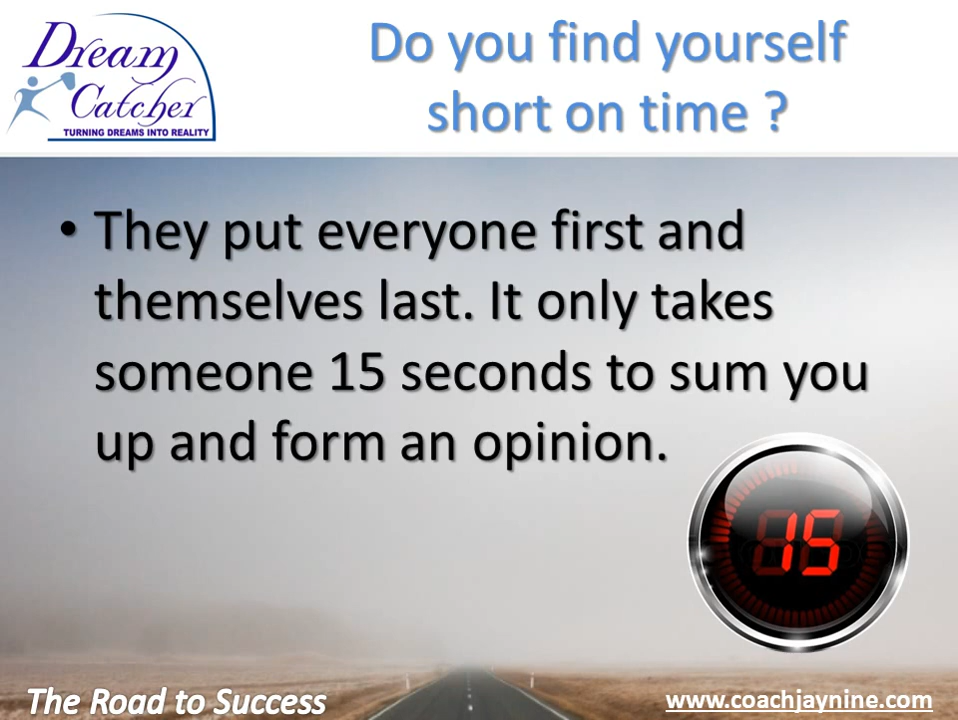 Dream
Catcher
TURNING DREAMS INTO REALITY
Do you find yourself
short on time ?
• They put everyone first and
themselves last. It only takes
someone 15 seconds to sum you
up and form an opinion.
15
The Road to Success
www.coachjaynine.com